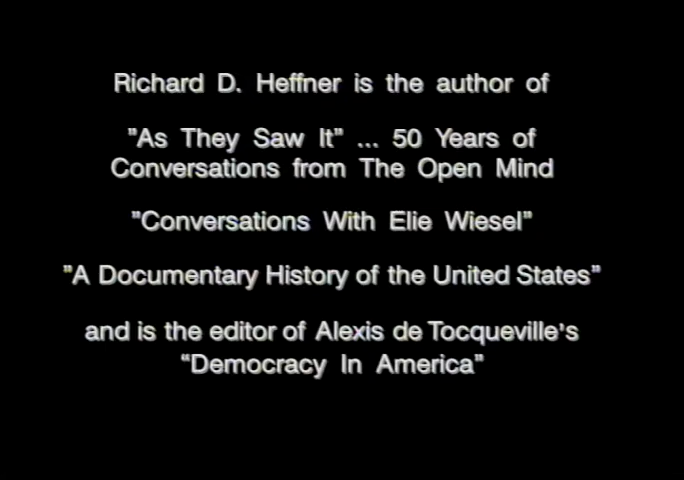 Richard D. Heffner is the author of
"As They Saw It" ... 50 Years of
Conversations from The Open Mind
"Conversations With Elie Wiesel"
"A Documentary History of the United States"
and is the editor of Alexis de Tocqueville's
“Democracy In America”